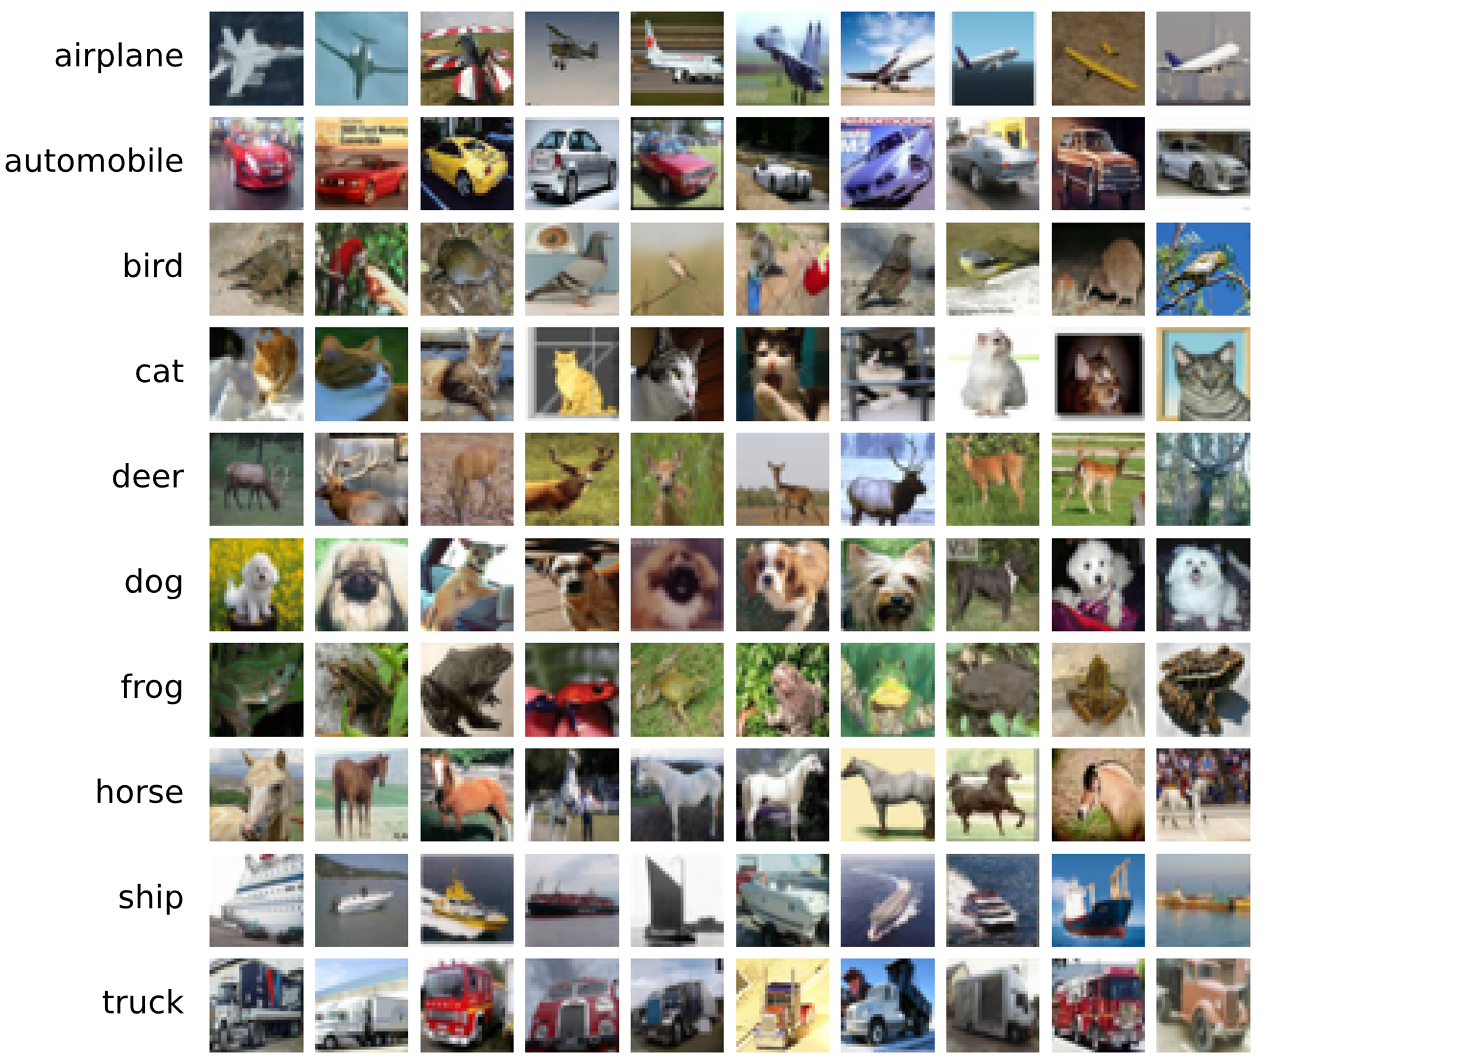 airplane
automobile
bird
cat
deer
dog
frog
horse
ship
truck